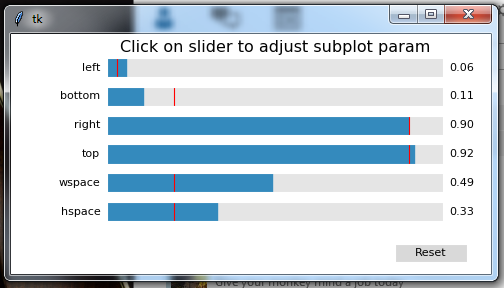 tk
Click on slider to adjust subplot param
left 0.06
bottom 0.11
right 0.90
top 0.92
wspace 0.49
hspace 0.33
Reset
Give your monkey mind a job today